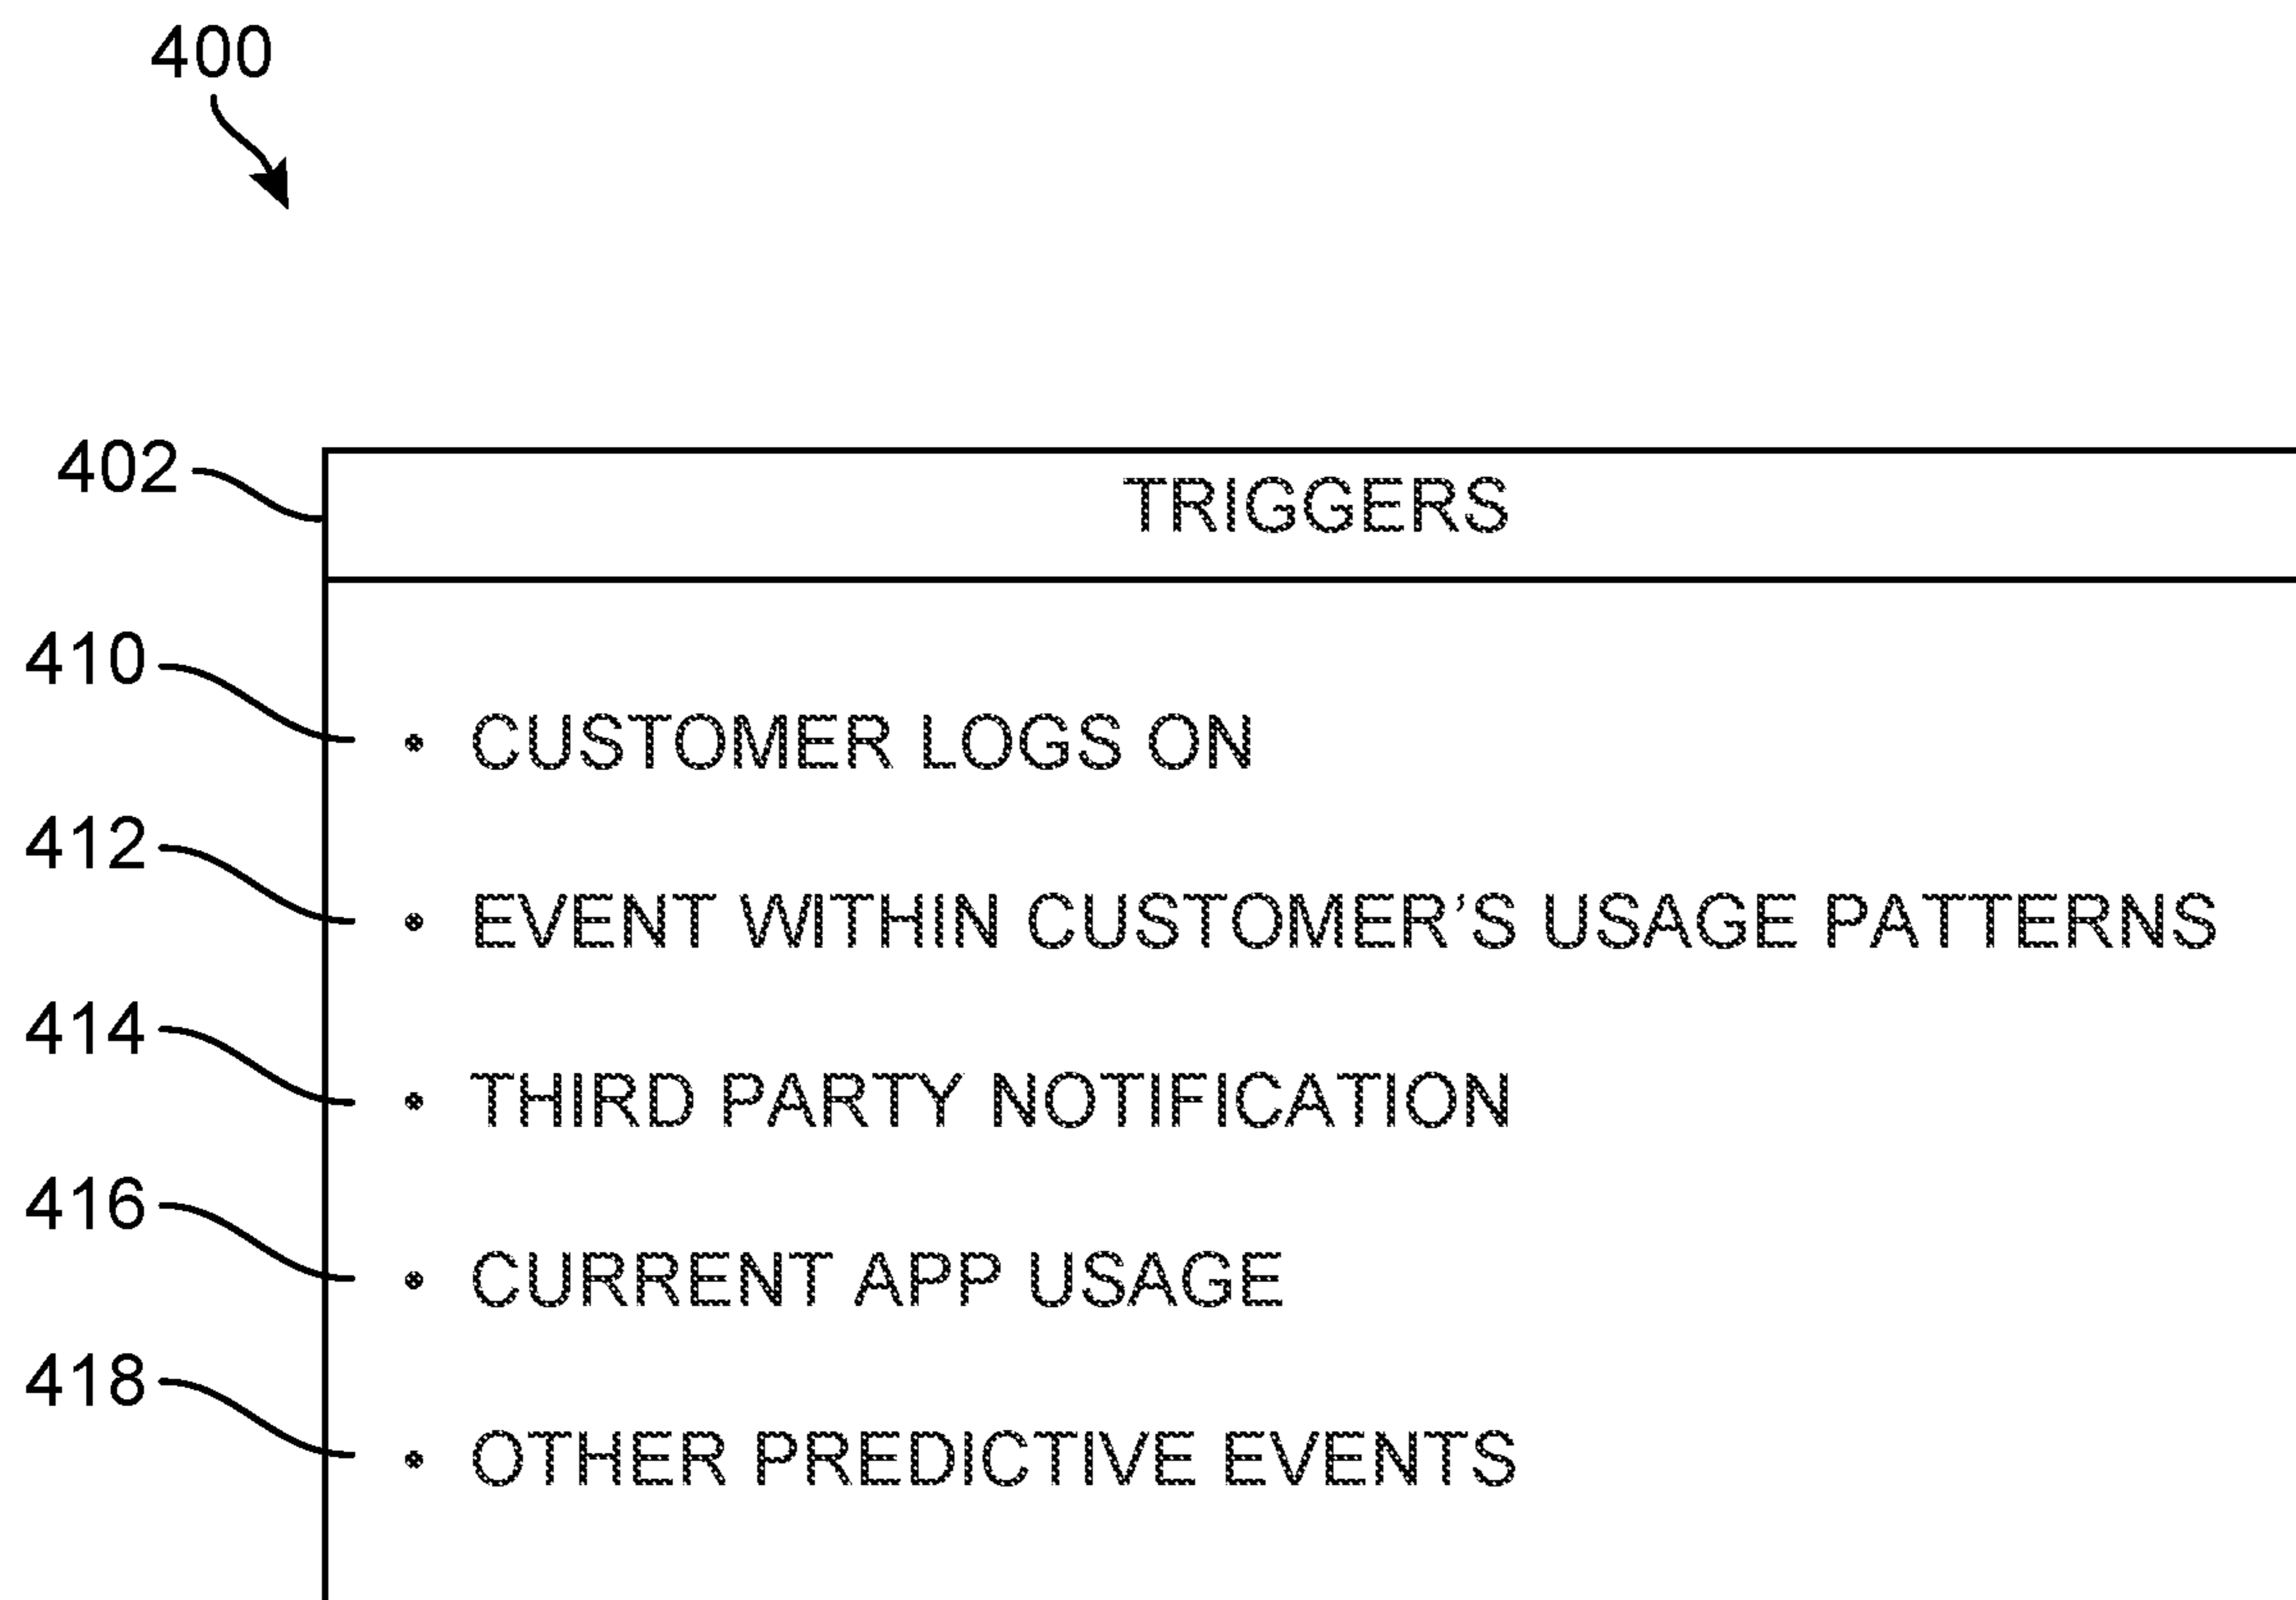 400
402 TRIGGERS
410 • CUSTOMER LOGS ON
412 • EVENT WITHIN CUSTOMER’S USAGE PATTERNS
414 • THIRD PARTY NOTIFICATION
416 • CURRENT APP USAGE
418 • OTHER PREDICTIVE EVENTS